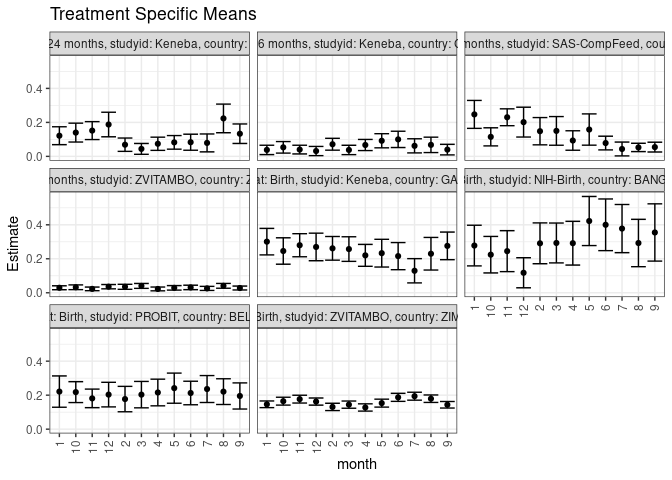 Treatment Specific Means
24 months, studyid: Keneba, country:
6 months, studyid: Keneba, country:
months, studyid: SAS-CompFeed, cou
months, studyid: ZVITAMBO, country: Z
at: Birth, studyid: Keneba, country: GA
irth, studyid: NIH-Birth, country: BANG
t: Birth, studyid: PROBIT, country: BEL
Birth, studyid: ZVITAMBO, country: ZIM
0.4
0.2
0.0
0.4
0.2
0.0
0.4
0.2
0.0
Estimate
1 10 11 12 2 3 4 5 6 7 8 9
1 10 11 12 2 3 4 5 6 7 8 9
1 10 11 12 2 3 4 5 6 7 8 9
month